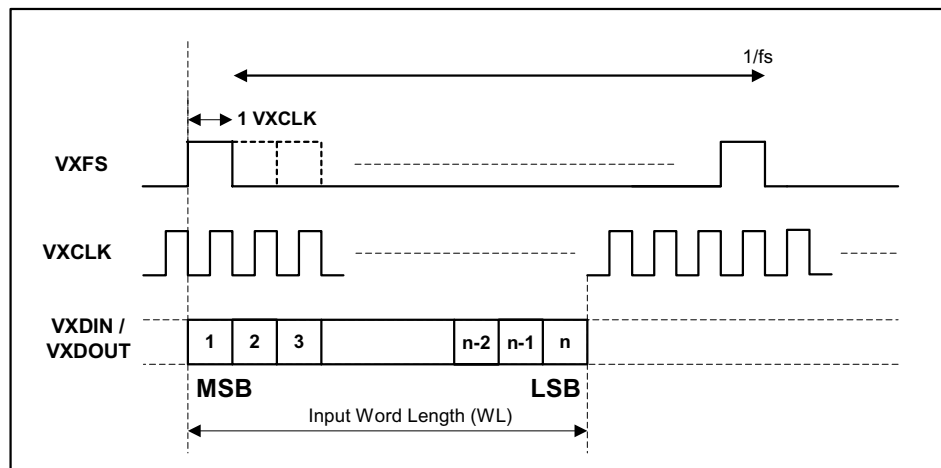 1/fs
1 VXCLK
VXFS
VXCLK
VXDIN /
VXDOUT
1 2 3 n-2 n-1 n
MSB LSB
Input Word Length (WL)